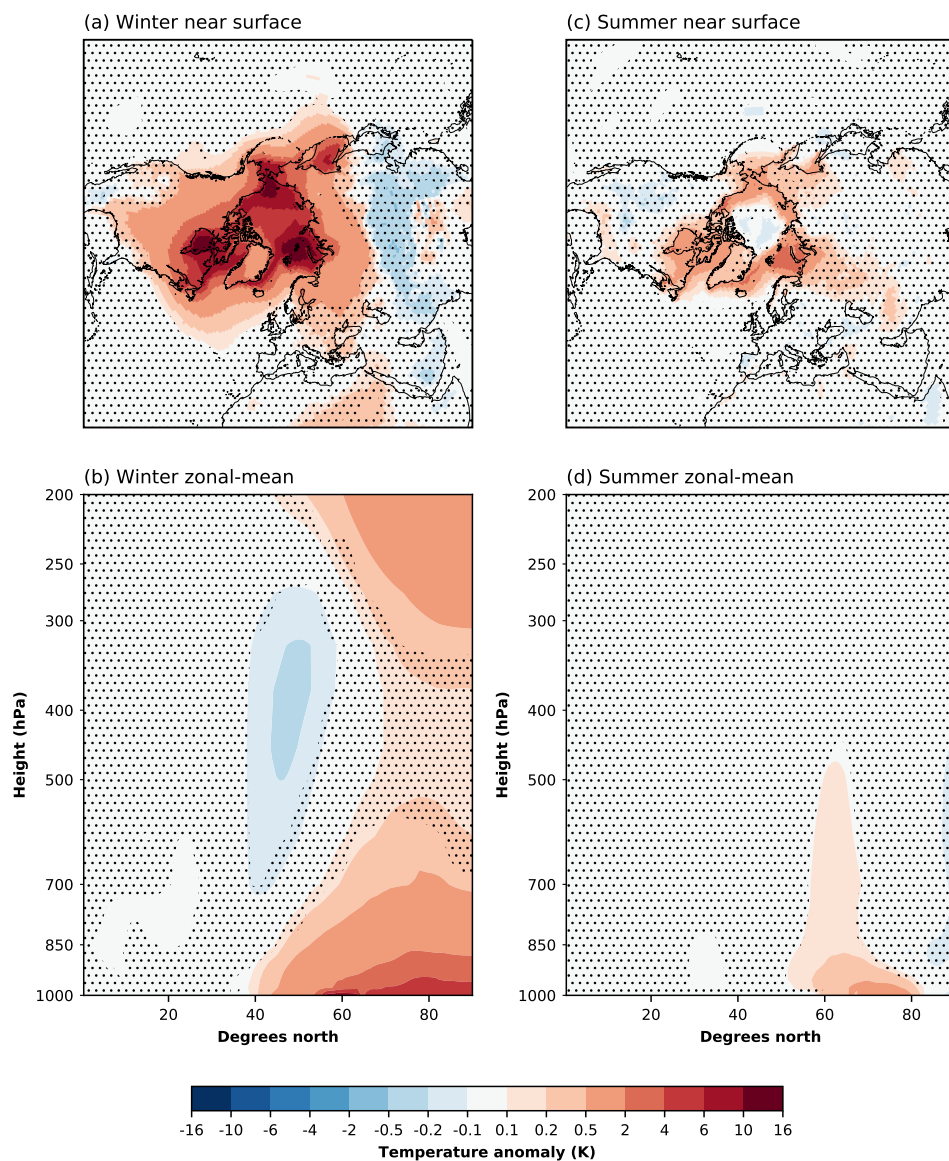 (a) Winter near surface
(c) Summer near surface
(b) Winter zonal-mean
(d) Summer zonal-mean
200
250
300
400
500
700
850
1000
Height (hPa)
20
40
60
80
Degrees north
200
250
300
400
500
700
850
1000
Height (hPa)
20
40
60
80
Degrees north
-16 -10 -6 -4 -2 -0.5 -0.2 -0.1 0.1 0.2 0.5 2 4 6 10 16
Temperature anomaly (K)